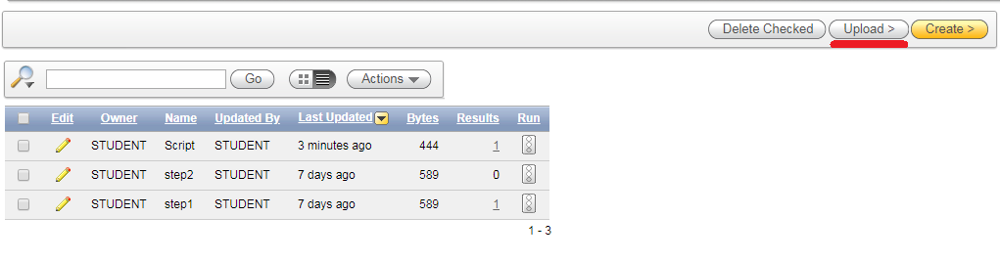 Delete Checked Upload > Create >
Go Actions
Edit Owner Name Updated By Last Updated Bytes Results Run
STUDENT Script STUDENT 3 minutes ago 444 1
STUDENT step2 STUDENT 7 days ago 589 0
STUDENT step1 STUDENT 7 days ago 589 1
1 - 3